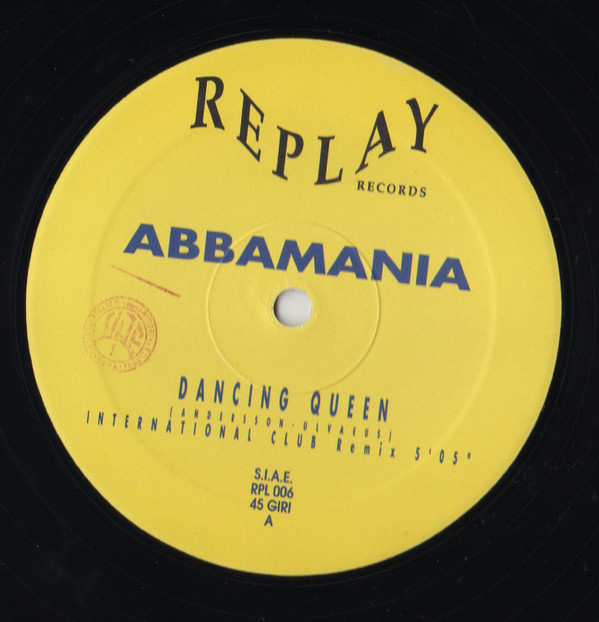 REPLAY
RECORDS
ABBAMANIA
DANCING QUEEN
(ANDERSSON-ULVAEUS)
INTERNATIONAL CLUB Remix 5'05"
S.I.A.E.
RPL 006
45 GIRI
A